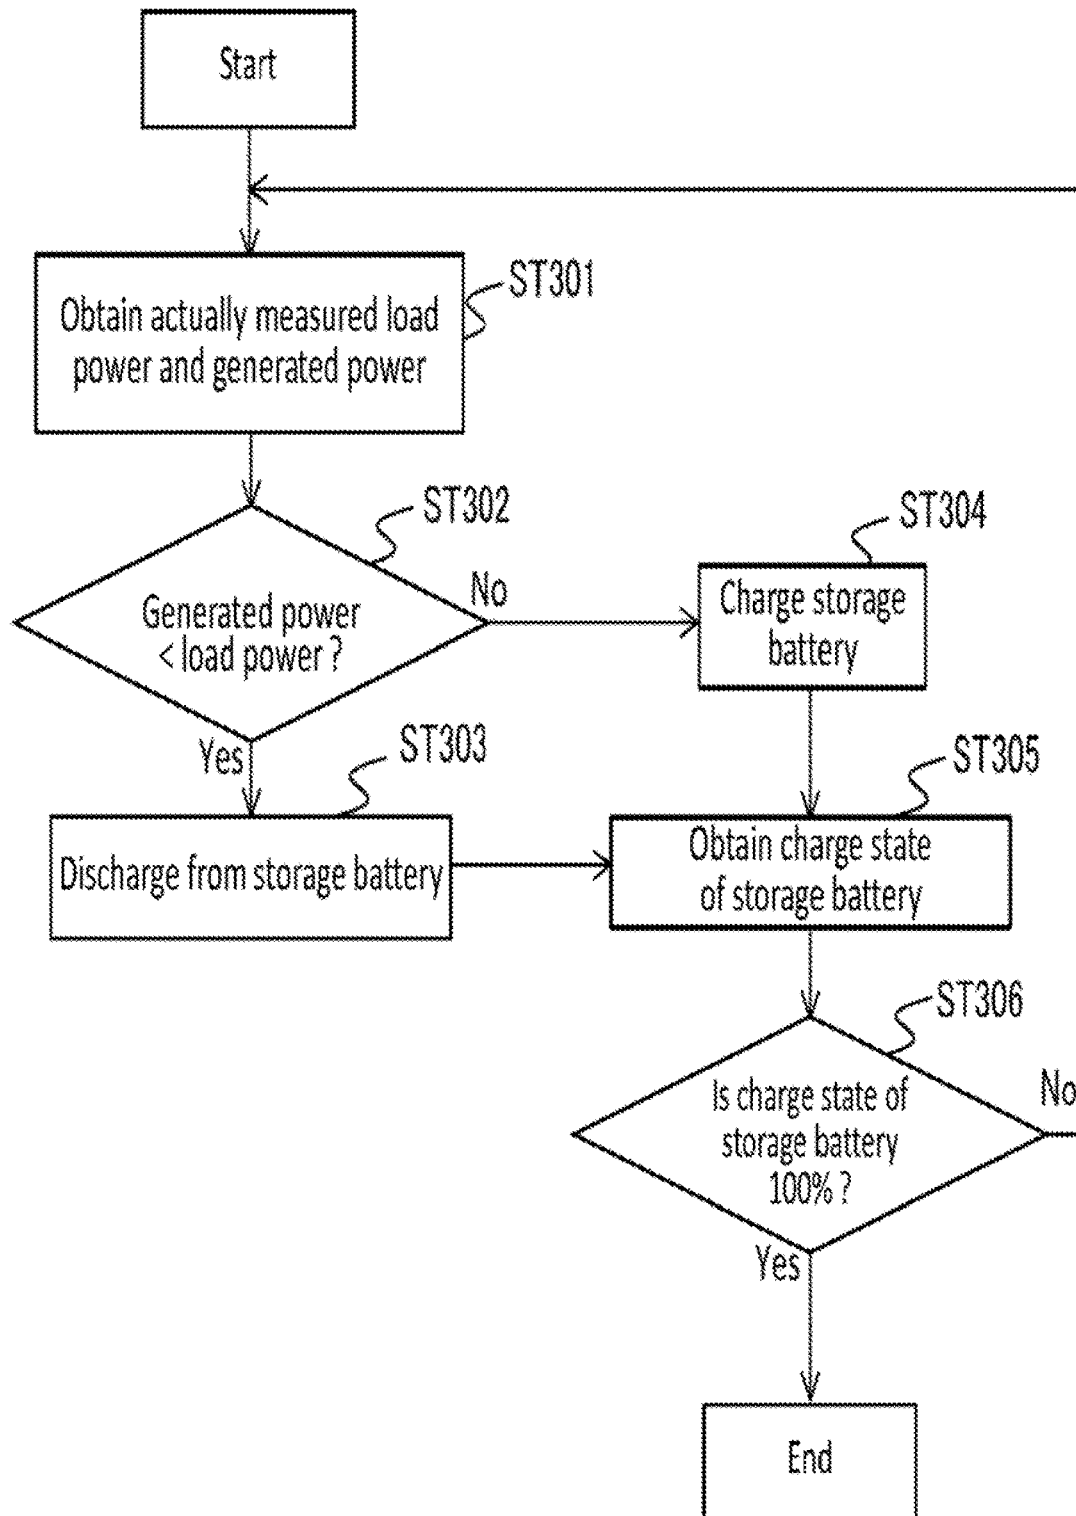 Start
ST301
Obtain actually measured load
power and generated power
ST302
Generated power
< load power ?
No
Yes
ST304
Charge storage
battery
ST303
Discharge from storage battery
ST305
Obtain charge state
of storage battery
ST306
Is charge state of
storage battery
100% ?
No
Yes
End